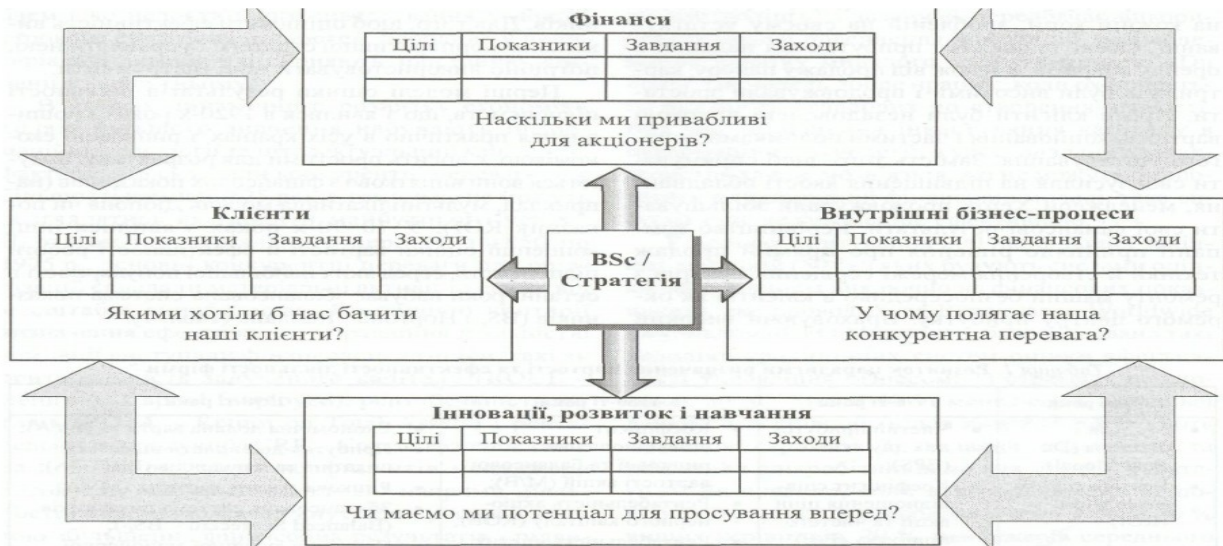 Фінанси
Цілі Показники Завдання Заходи
Наскільки ми привабливі
для акціонерів?
Клієнти
Цілі Показники Завдання Заходи
Якими хотіли б нас бачити
наші клієнти?
BSc /
Стратегія
Внутрішні бізнес-процеси
Цілі Показники Завдання Заходи
У чому полягає наша
конкурентна перевага?
Інновації, розвиток і навчання
Цілі Показники Завдання Заходи
Чи маємо ми потенціал для просування вперед?